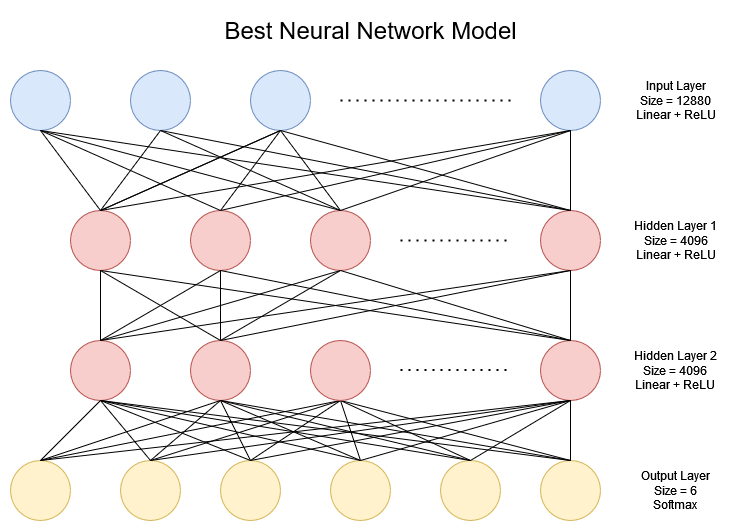 Best Neural Network Model
Input Layer
Size = 12880
Linear + ReLU
Hidden Layer 1
Size = 4096
Linear + ReLU
Hidden Layer 2
Size = 4096
Linear + ReLU
Output Layer
Size = 6
Softmax